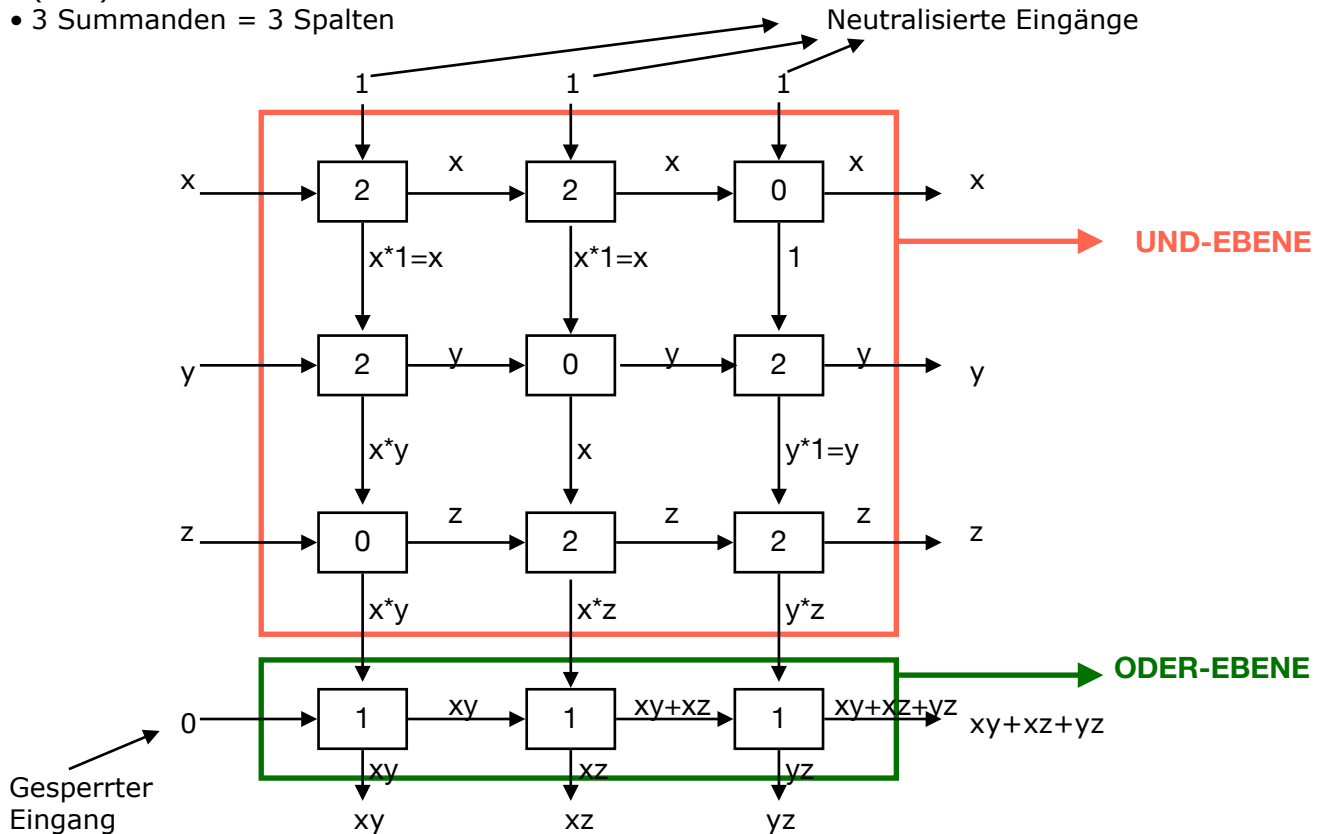 • 3 Summanden = 3 Spalten
Neutralisierte Eingänge
1 1 1
x 2 x 2 x 0 x x
UND-EBENE
x*1=x x*1=x 1
y 2 y 0 y 2 y y
x*y x y*1=y
z 0 z 2 z 2 z z
x*y x*z y*z
ODER-EBENE
0 1 xy 1 xy+xz 1 xy+xz+yz xy+xz+yz
xy xz yz
Gesperrter
Eingang
xy xz yz